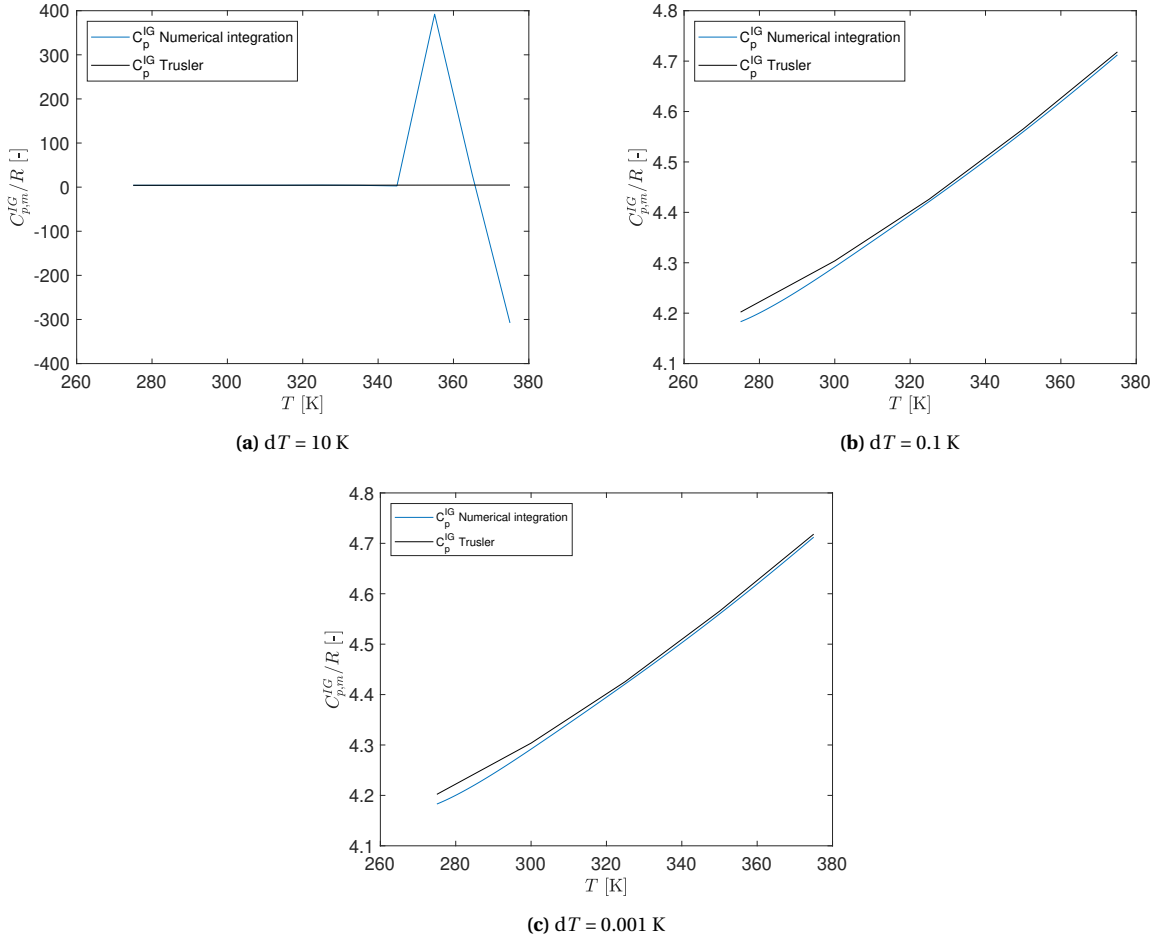 400
300
200
100
0
-100
-200
-300
-400
260 280 300 320 340 360 380
C_p^IG Numerical integration
C_p^IG Trusler
C_{p,m}^{IG}/R [-]
T [K]
(a) dT = 10 K
4.8
4.7
4.6
4.5
4.4
4.3
4.2
4.1
260 280 300 320 340 360 380
C_p^IG Numerical integration
C_p^IG Trusler
C_{p,m}^{IG}/R [-]
T [K]
(b) dT = 0.1 K
4.8
4.7
4.6
4.5
4.4
4.3
4.2
4.1
260 280 300 320 340 360 380
C_p^IG Numerical integration
C_p^IG Trusler
C_{p,m}^{IG}/R [-]
T [K]
(c) dT = 0.001 K